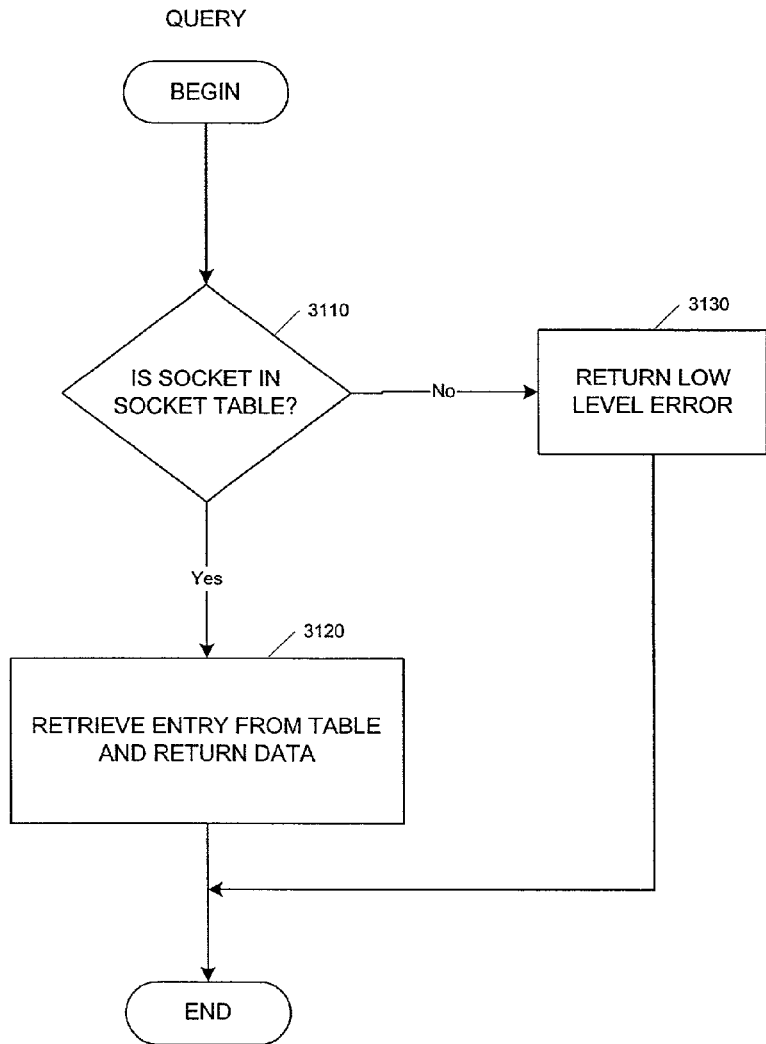 QUERY
BEGIN
3110
IS SOCKET IN
SOCKET TABLE?
No
3130
RETURN LOW
LEVEL ERROR
Yes
3120
RETRIEVE ENTRY FROM TABLE
AND RETURN DATA
END